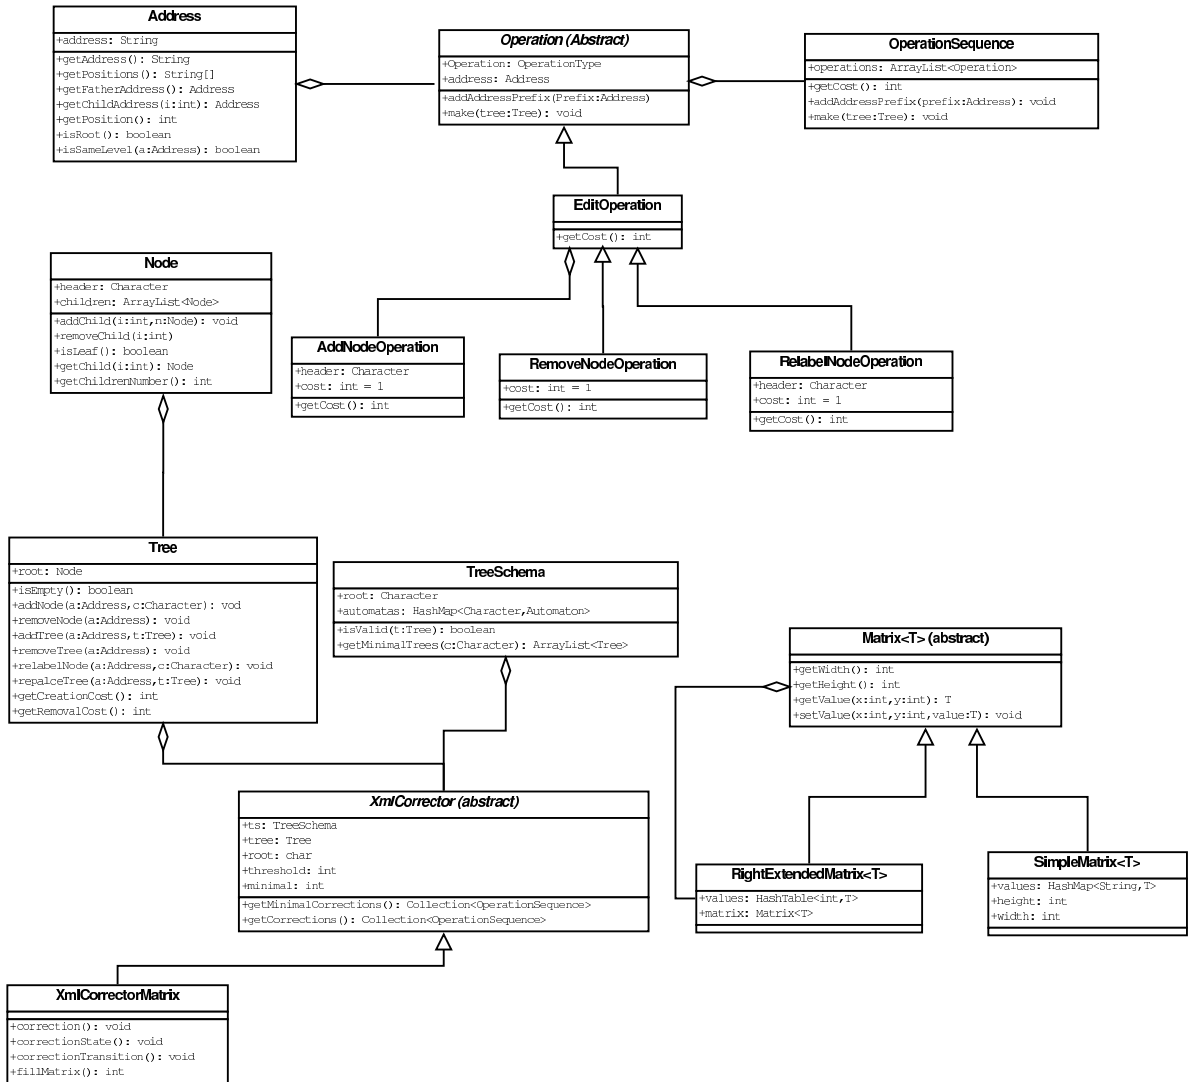 Address
+address: String
+getAddress(): String
+getPositions(): String[]
+getFatherAddress(): Address
+getChildAddress(i:int): Address
+getPosition(): int
+isRoot(): boolean
+isSameLevel(a:Address): boolean
Operation (Abstract)
+Operation: OperationType
+address: Address
+addAddressPrefix(Prefix:Address)
+make(tree:Tree): void
OperationSequence
+operations: ArrayList<Operation>
+getCost(): int
+addAddressPrefix(prefix:Address): void
+make(tree:Tree): void
EditOperation
+getCost(): int
Node
+header: Character
+children: ArrayList<Node>
+addChild(i:int,n:Node): void
+removeChild(i:int)
+isLeaf(): boolean
+getChild(i:int): Node
+getChildrenNumber(): int
AddNodeOperation
+header: Character
+cost: int = 1
+getCost(): int
RemoveNodeOperation
+cost: int = 1
+getCost(): int
RelabelNodeOperation
+header: Character
+cost: int = 1
+getCost(): int
Tree
+root: Node
+isEmpty(): boolean
+addNode(a:Address,c:Character): vod
+removeNode(a:Address): void
+addTree(a:Address,t:Tree): void
+removeTree(a:Address): void
+relabelNode(a:Address,c:Character): void
+repalceTree(a:Address,t:Tree): void
+getCreationCost(): int
+getRemovalCost(): int
TreeSchema
+root: Character
+automatas: HashMap<Character,Automaton>
+isValid(t:Tree): boolean
+getMinimalTrees(c:Character): ArrayList<Tree>
Matrix<T> (abstract)
+getWidth(): int
+getHeight(): int
+getValue(x:int,y:int): T
+setValue(x:int,y:int,value:T): void
XmlCorrector (abstract)
+ts: TreeSchema
+tree: Tree
+root: char
+threshold: int
+minimal: int
+getMinimalCorrections(): Collection<OperationSequence>
+getCorrections(): Collection<OperationSequence>
RightExtendedMatrix<T>
+values: HashTable<int,T>
+matrix: Matrix<T>
SimpleMatrix<T>
+values: HashMap<String,T>
+height: int
+width: int
XmlCorrectorMatrix
+correction(): void
+correctionState(): void
+correctionTransition(): void
+fillMatrix(): int